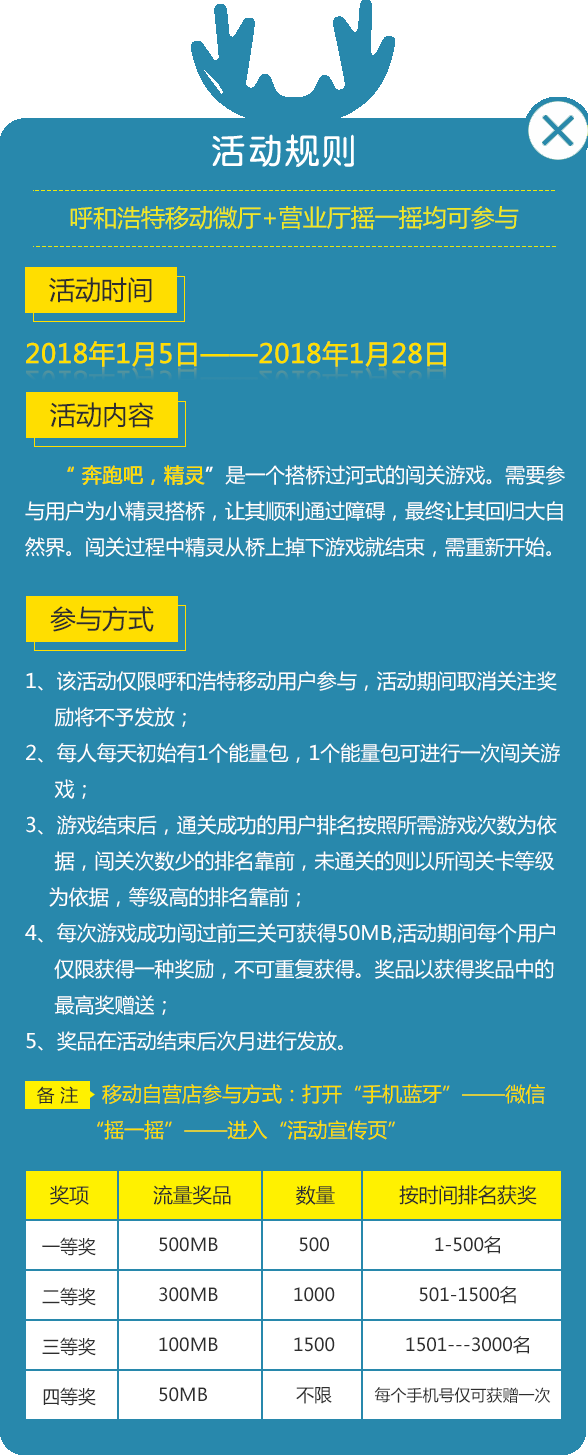 活动规则
呼和浩特移动微厅+营业厅摇一摇均可参与
活动时间
2018年1月5日——2018年1月28日
活动内容
“ 奔跑吧，精灵”是一个搭桥过河式的闯关游戏。需要参
与用户为小精灵搭桥，让其顺利通过障碍，最终让其回归大自
然界。闯关过程中精灵从桥上掉下游戏就结束，需重新开始。
参与方式
1、该活动仅限呼和浩特移动用户参与，活动期间取消关注奖
励将不予发放；
2、每人每天初始有1个能量包，1个能量包可进行一次闯关游
戏；
3、游戏结束后，通关成功的用户排名按照所需游戏次数为依
据，闯关次数少的排名靠前，未通关的则以所闯关卡等级
为依据，等级高的排名靠前；
4、每次游戏成功闯过前三关可获得50MB,活动期间每个用户
仅限获得一种奖励，不可重复获得。奖品以获得奖品中的
最高奖赠送；
5、奖品在活动结束后次月进行发放。
备 注 移动自营店参与方式：打开“手机蓝牙”——微信
“摇一摇”——进入“活动宣传页”
奖项 流量奖品 数量 按时间排名获奖
一等奖 500MB 500 1-500名
二等奖 300MB 1000 501-1500名
三等奖 100MB 1500 1501---3000名
四等奖 50MB 不限 每个手机号仅可获赠一次